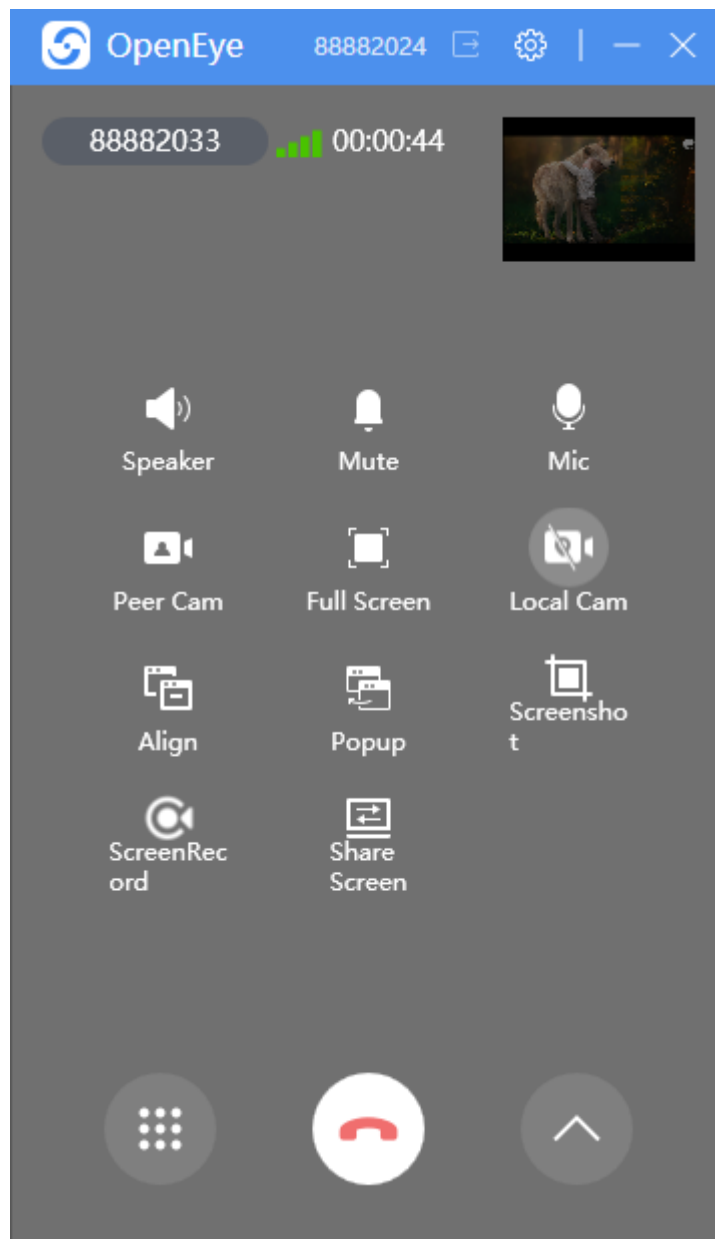 OpenEye 88882024
88882033 00:00:44
Speaker Mute Mic
Peer Cam Full Screen Local Cam
Align Popup Screensho
t
ScreenRec Share
ord Screen